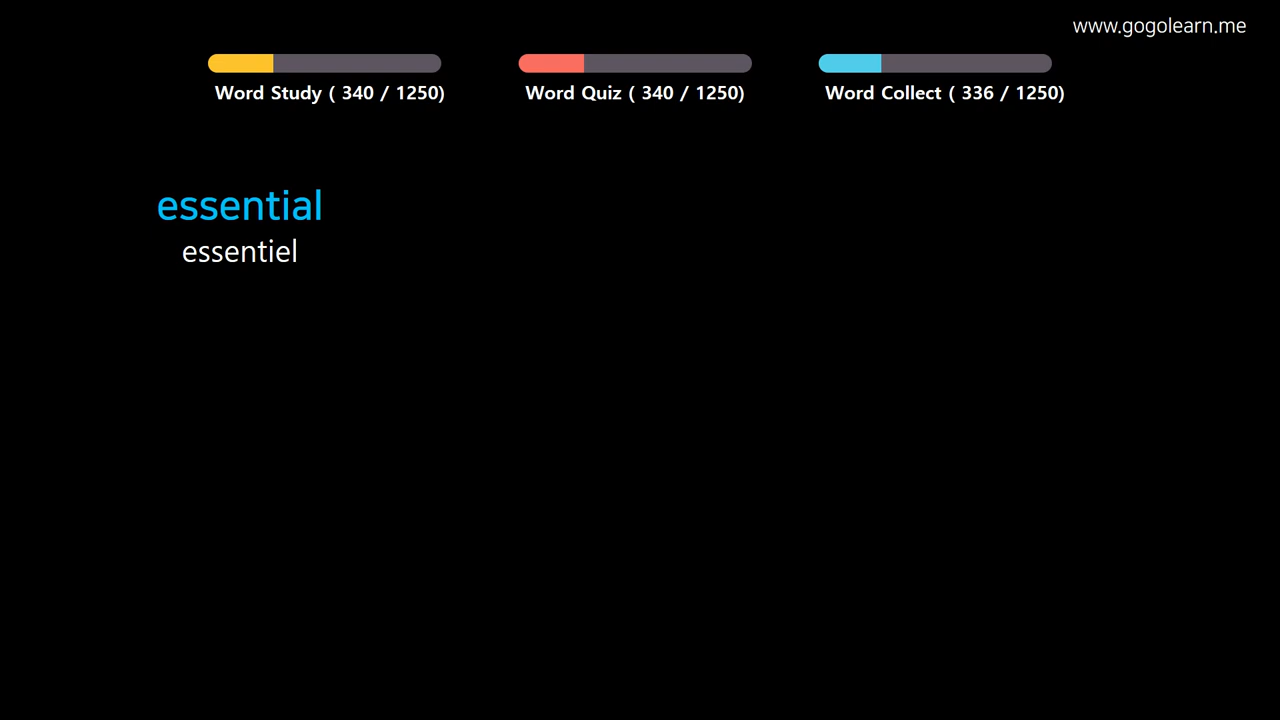 www.gogolearn.me
Word Study ( 340 / 1250)
Word Quiz ( 340 / 1250)
Word Collect ( 336 / 1250)
essential
essentiel